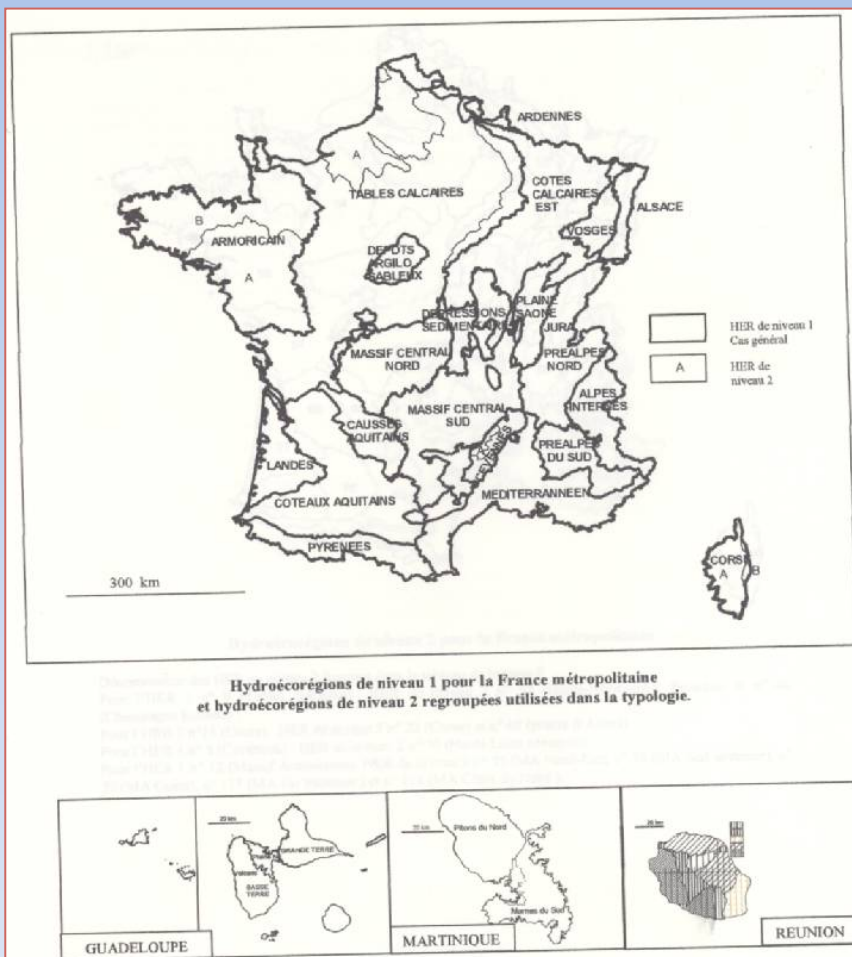 ARDENNES
A
TABLES CALCAIRES
COTES
CALCAIRES
EST
ALSACE
VOSGES
B
ARMORICAIN
A
DEPOTS
ARGILO
SABLEUX
DEPRESSIONS
SEDIMENTAIRES
PLAINE
SAONE
JURA
HER de niveau 1
Cas général
A
HER de
niveau 2
MASSIF CENTRAL
NORD
PREALPES
NORD
ALPES
INTERNES
MASSIF CENTRAL
SUD
CAUSSES
AQUITAINS
CEVENNES
PREALPES
DU SUD
LANDES
MEDITERRANNEEN
COTEAUX AQUITAINS
PYRENEES
CORSE
A
B
300 km
Hydroécorégions de niveau 1 pour la France métropolitaine
et hydroécorégions de niveau 2 regroupées utilisées dans la typologie.
20 km
GRANDE TERRE
BASSE
TERRE
GUADELOUPE
Pitons du Nord
Mornes du Sud
MARTINIQUE
REUNION